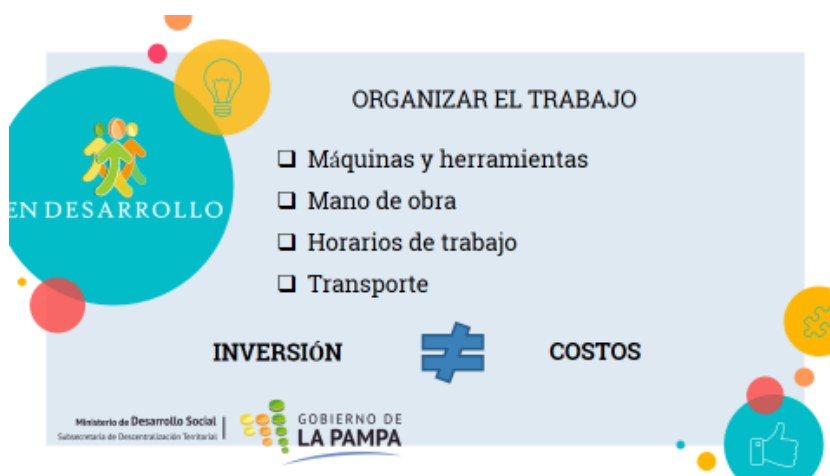 ORGANIZAR EL TRABAJO
❑ Máquinas y herramientas
❑ Mano de obra
❑ Horarios de trabajo
❑ Transporte
EN DESARROLLO
INVERSIÓN ≠ COSTOS
Ministerio de Desarrollo Social
Subsecretaría de Descentralización Territorial
GOBIERNO DE
LA PAMPA